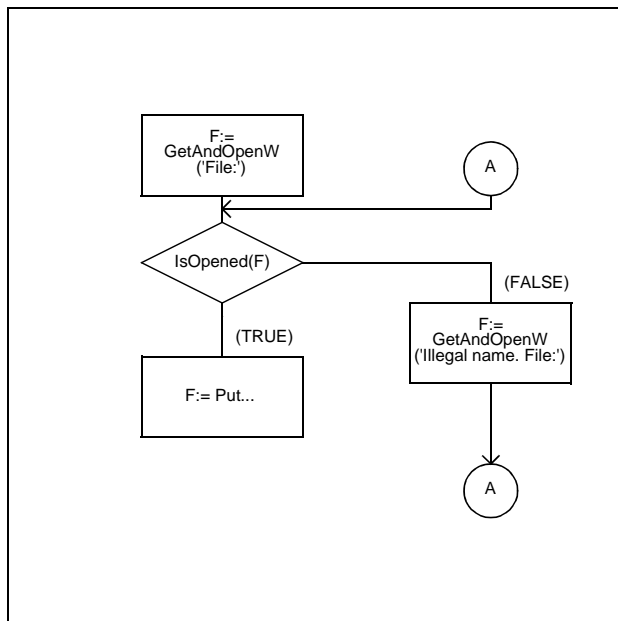 F:=
GetAndOpenW
('File:')
A
IsOpened(F)
(FALSE)
F:=
GetAndOpenW
('Illegal name. File:')
(TRUE)
F:= Put...
A